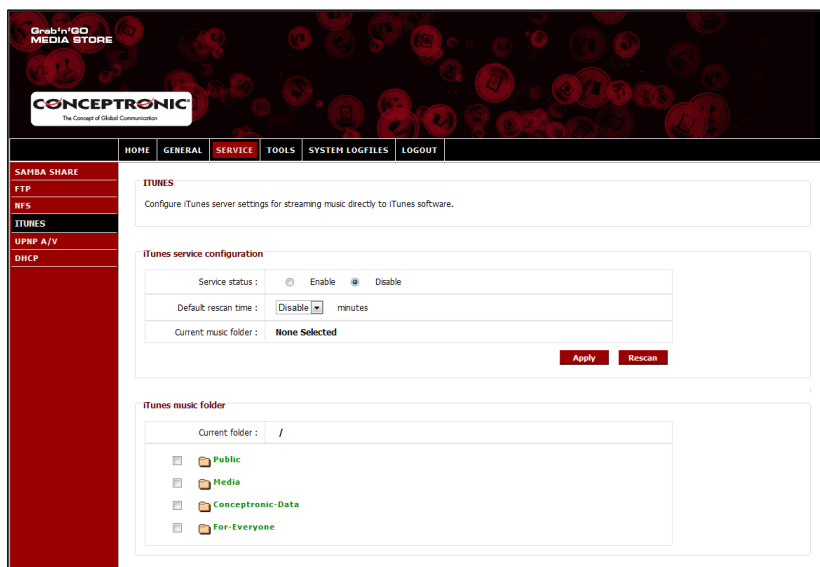 Grab'n'GO
MEDIA STORE
CONCEPTRONIC®
The Concept of Global Communication
HOME GENERAL SERVICE TOOLS SYSTEM LOGFILES LOGOUT
SAMBA SHARE
FTP
NFS
ITUNES
UPNP A/V
DHCP
ITUNES
Configure iTunes server settings for streaming music directly to iTunes software.
iTunes service configuration
Service status : Enable Disable
Default rescan time : Disable minutes
Current music folder : None Selected
Apply Rescan
iTunes music folder
Current folder : /
Public
Media
Conceptronic-Data
For-Everyone